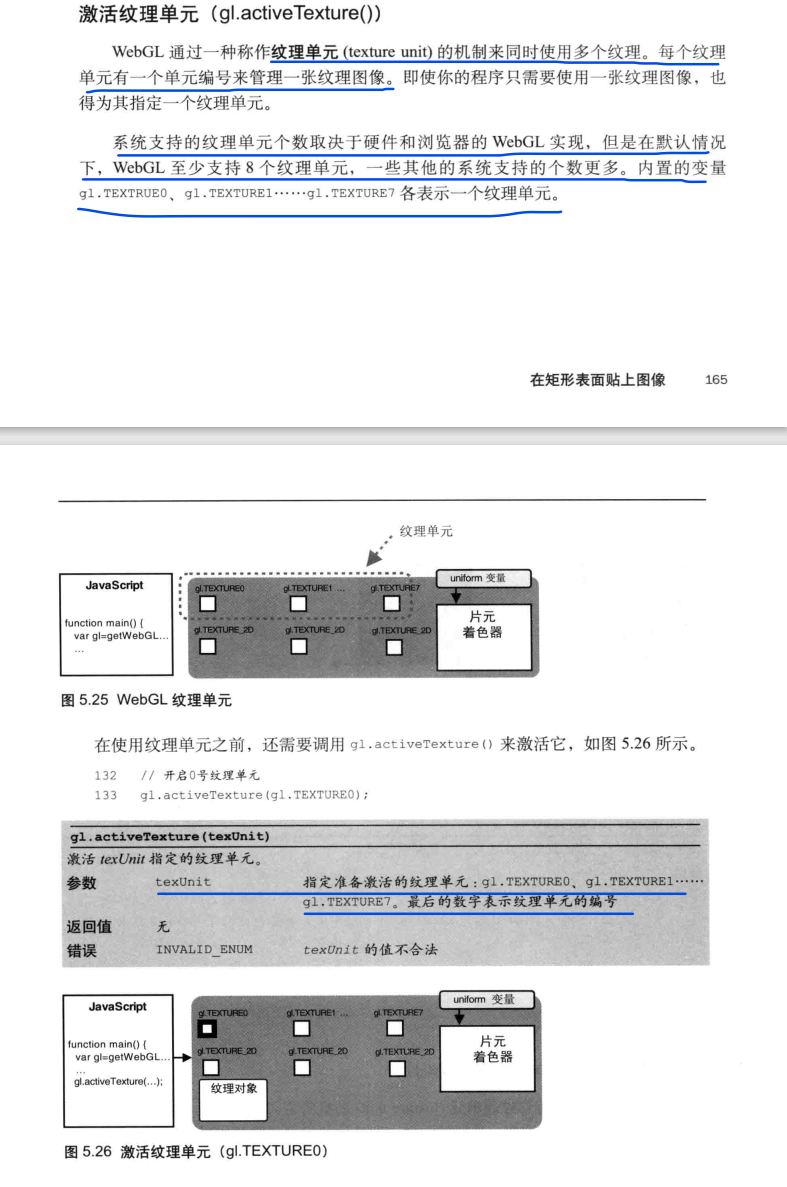 激活纹理单元（gl.activeTexture()）
WebGL 通过一种称作纹理单元 (texture unit) 的机制来同时使用多个纹理。每个纹理
单元有一个单元编号来管理一张纹理图像。即使你的程序只需要使用一张纹理图像，也
得为其指定一个纹理单元。
系统支持的纹理单元个数取决于硬件和浏览器的 WebGL 实现，但是在默认情况
下，WebGL 至少支持 8 个纹理单元，一些其他的系统支持的个数更多。内置的变量
gl.TEXTRUE0、gl.TEXTURE1……gl.TEXTURE7 各表示一个纹理单元。
在矩形表面贴上图像 165
纹理单元
JavaScript
function main() {
var gl=getWebGL...
...
gl.TEXTURE0 gl.TEXTURE1 ... gl.TEXTURE7
gl.TEXTURE_2D gl.TEXTURE_2D gl.TEXTURE_2D
uniform 变量
片元
着色器
图 5.25 WebGL 纹理单元
在使用纹理单元之前，还需要调用 gl.activeTexture() 来激活它，如图 5.26 所示。
132 // 开启0号纹理单元
133 gl.activeTexture(gl.TEXTURE0);
gl.activeTexture(texUnit)
激活 texUnit 指定的纹理单元。
参数 texUnit 指定准备激活的纹理单元：gl.TEXTURE0、gl.TEXTURE1……
gl.TEXTURE7。最后的数字表示纹理单元的编号
返回值 无
错误 INVALID_ENUM texUnit 的值不合法
JavaScript
function main() {
var gl=getWebGL...
...
gl.activeTexture(...);
gl.TEXTURE0 gl.TEXTURE1 ... gl.TEXTURE7
gl.TEXTURE_2D gl.TEXTURE_2D gl.TEXTURE_2D
纹理对象
uniform 变量
片元
着色器
图 5.26 激活纹理单元（gl.TEXTURE0）